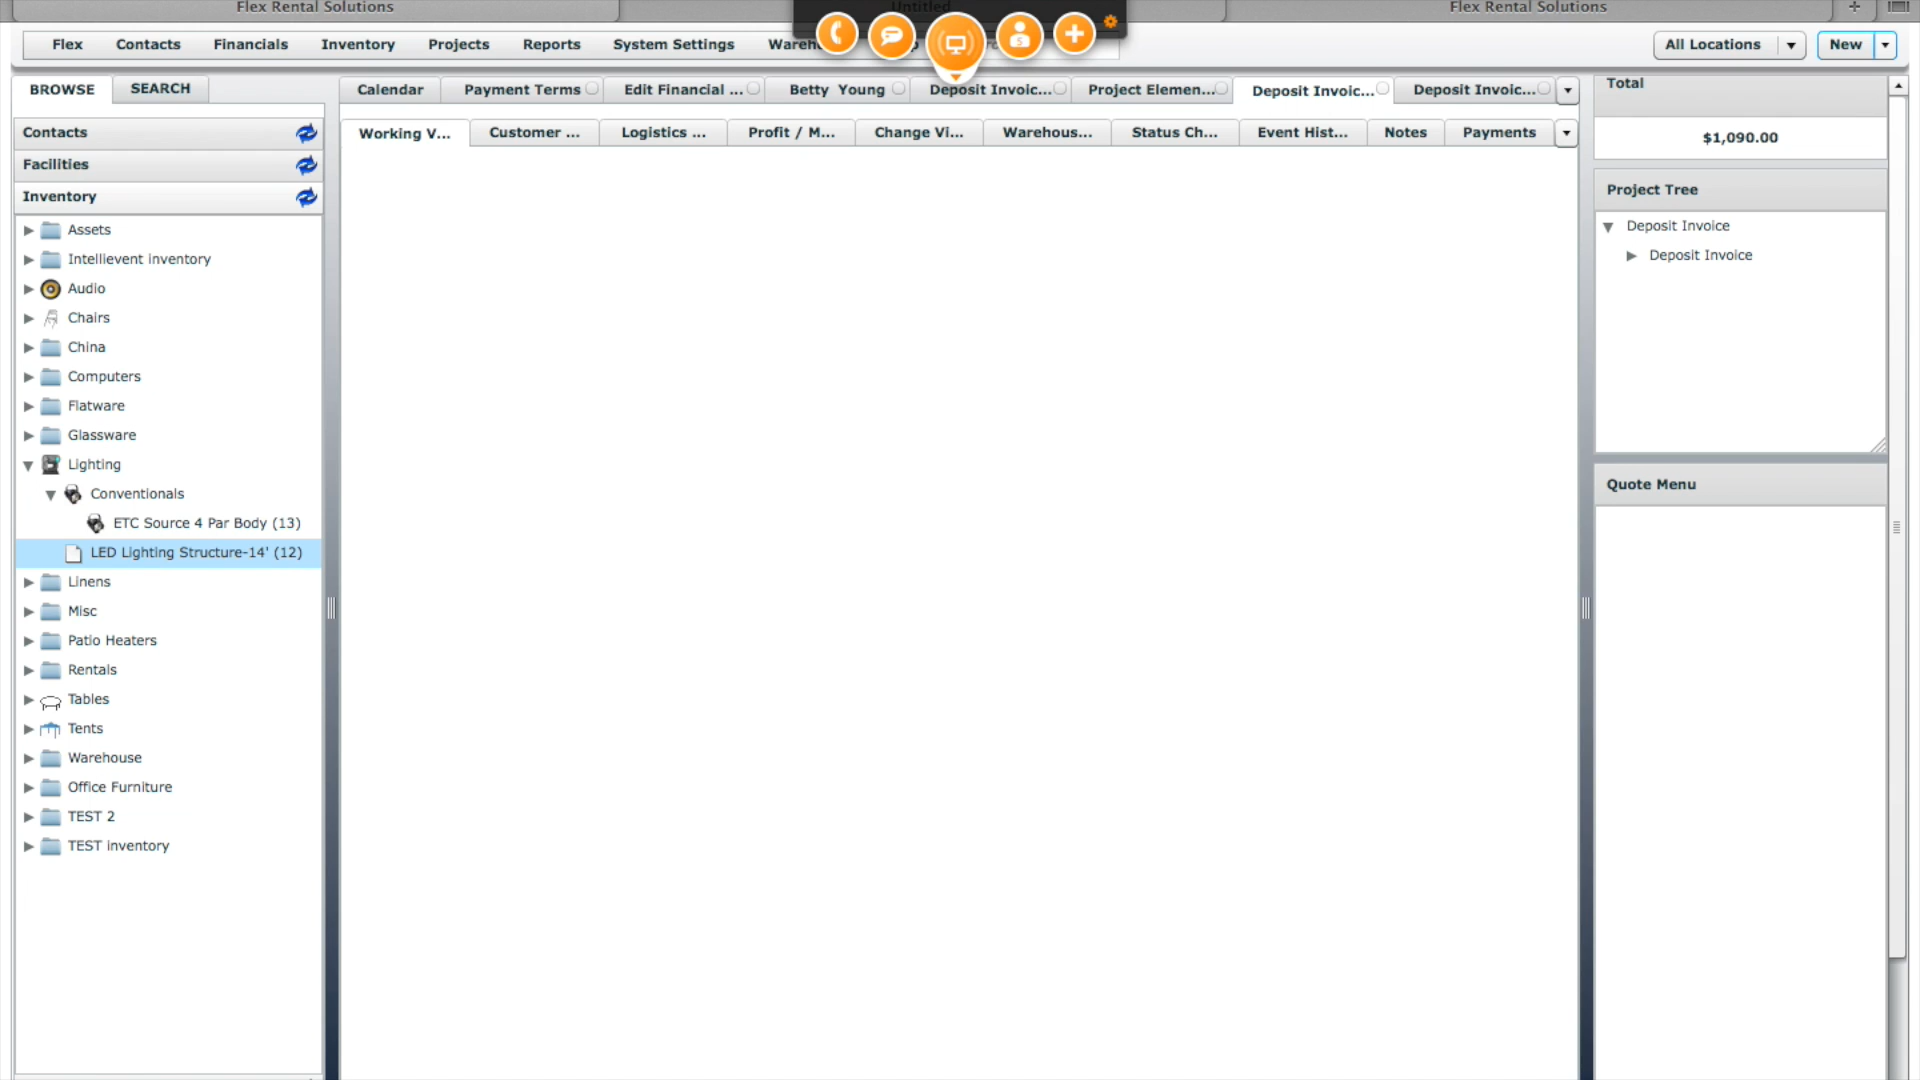 Flex Rental Solutions
Untitled
Flex Rental Solutions
Flex Contacts Financials Inventory Projects Reports System Settings
All Locations New
BROWSE SEARCH
Calendar Payment Terms Edit Financial ... Betty Young Deposit Invoic... Project Elemen... Deposit Invoic... Deposit Invoic...
Working V... Customer ... Logistics ... Profit / M... Change Vi... Warehous... Status Ch... Event Hist... Notes Payments
Contacts
Facilities
Inventory
Assets
Intellievent inventory
Audio
Chairs
China
Computers
Flatware
Glassware
Lighting
Conventionals
ETC Source 4 Par Body (13)
LED Lighting Structure-14' (12)
Linens
Misc
Patio Heaters
Rentals
Tables
Tents
Warehouse
Office Furniture
TEST 2
TEST inventory
Total
$1,090.00
Project Tree
Deposit Invoice
Deposit Invoice
Quote Menu